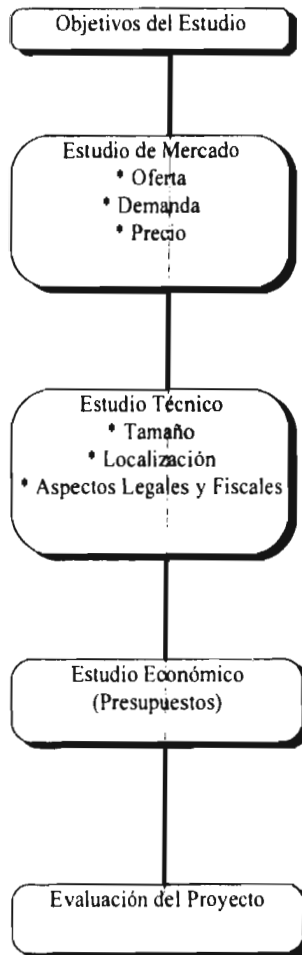 Objetivos del Estudio
Estudio de Mercado
* Oferta
* Demanda
* Precio
Estudio Técnico
* Tamaño
* Localización
* Aspectos Legales y Fiscales
Estudio Económico
(Presupuestos)
Evaluación del Proyecto